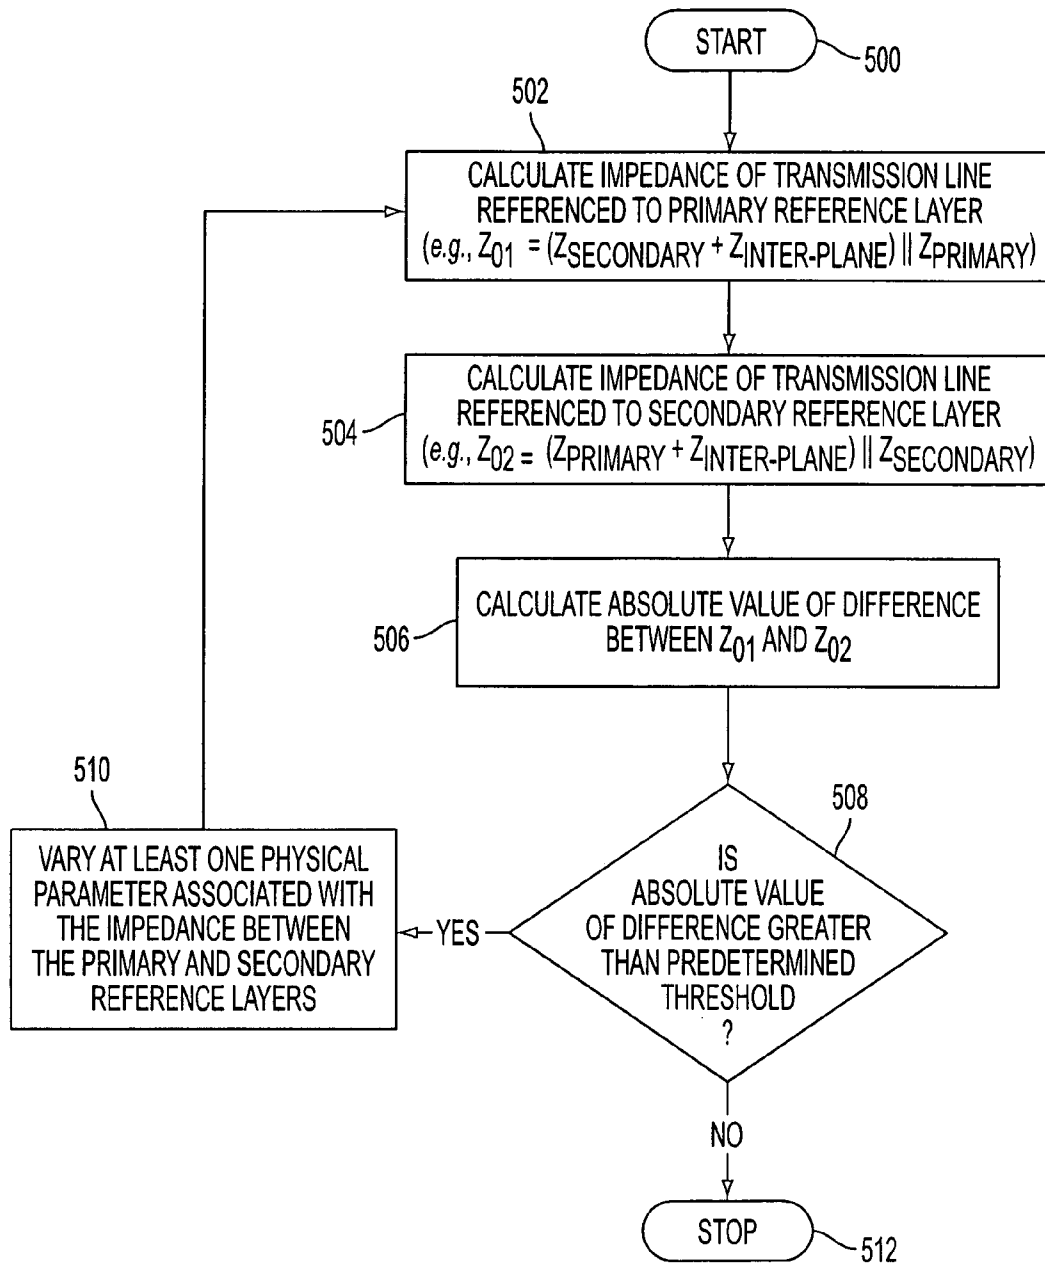 START
500
502
CALCULATE IMPEDANCE OF TRANSMISSION LINE
REFERENCED TO PRIMARY REFERENCE LAYER
(e.g., Z01 = (ZSECONDARY + ZINTER-PLANE) || ZPRIMARY)
504
CALCULATE IMPEDANCE OF TRANSMISSION LINE
REFERENCED TO SECONDARY REFERENCE LAYER
(e.g., Z02 = (ZPRIMARY + ZINTER-PLANE) || ZSECONDARY)
506
CALCULATE ABSOLUTE VALUE OF DIFFERENCE
BETWEEN Z01 AND Z02
508
IS
ABSOLUTE VALUE
OF DIFFERENCE GREATER
THAN PREDETERMINED
THRESHOLD
?
YES
510
VARY AT LEAST ONE PHYSICAL
PARAMETER ASSOCIATED WITH
THE IMPEDANCE BETWEEN
THE PRIMARY AND SECONDARY
REFERENCE LAYERS
NO
STOP
512